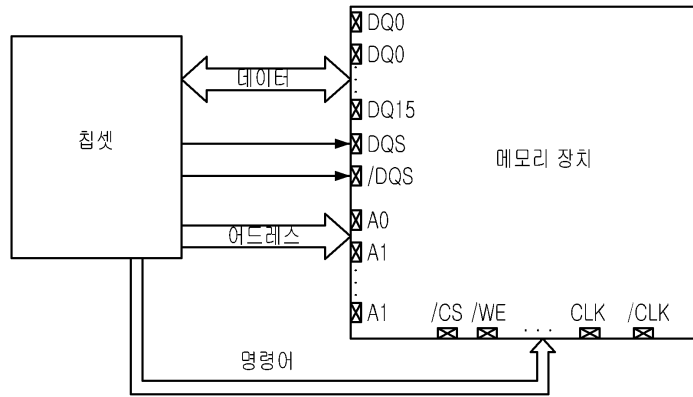 DQ0
DQ0
데이터
DQ15
칩셋
DQS
메모리 장치
/DQS
A0
어드레스
A1
A1
/CS /WE ... CLK /CLK
명령어